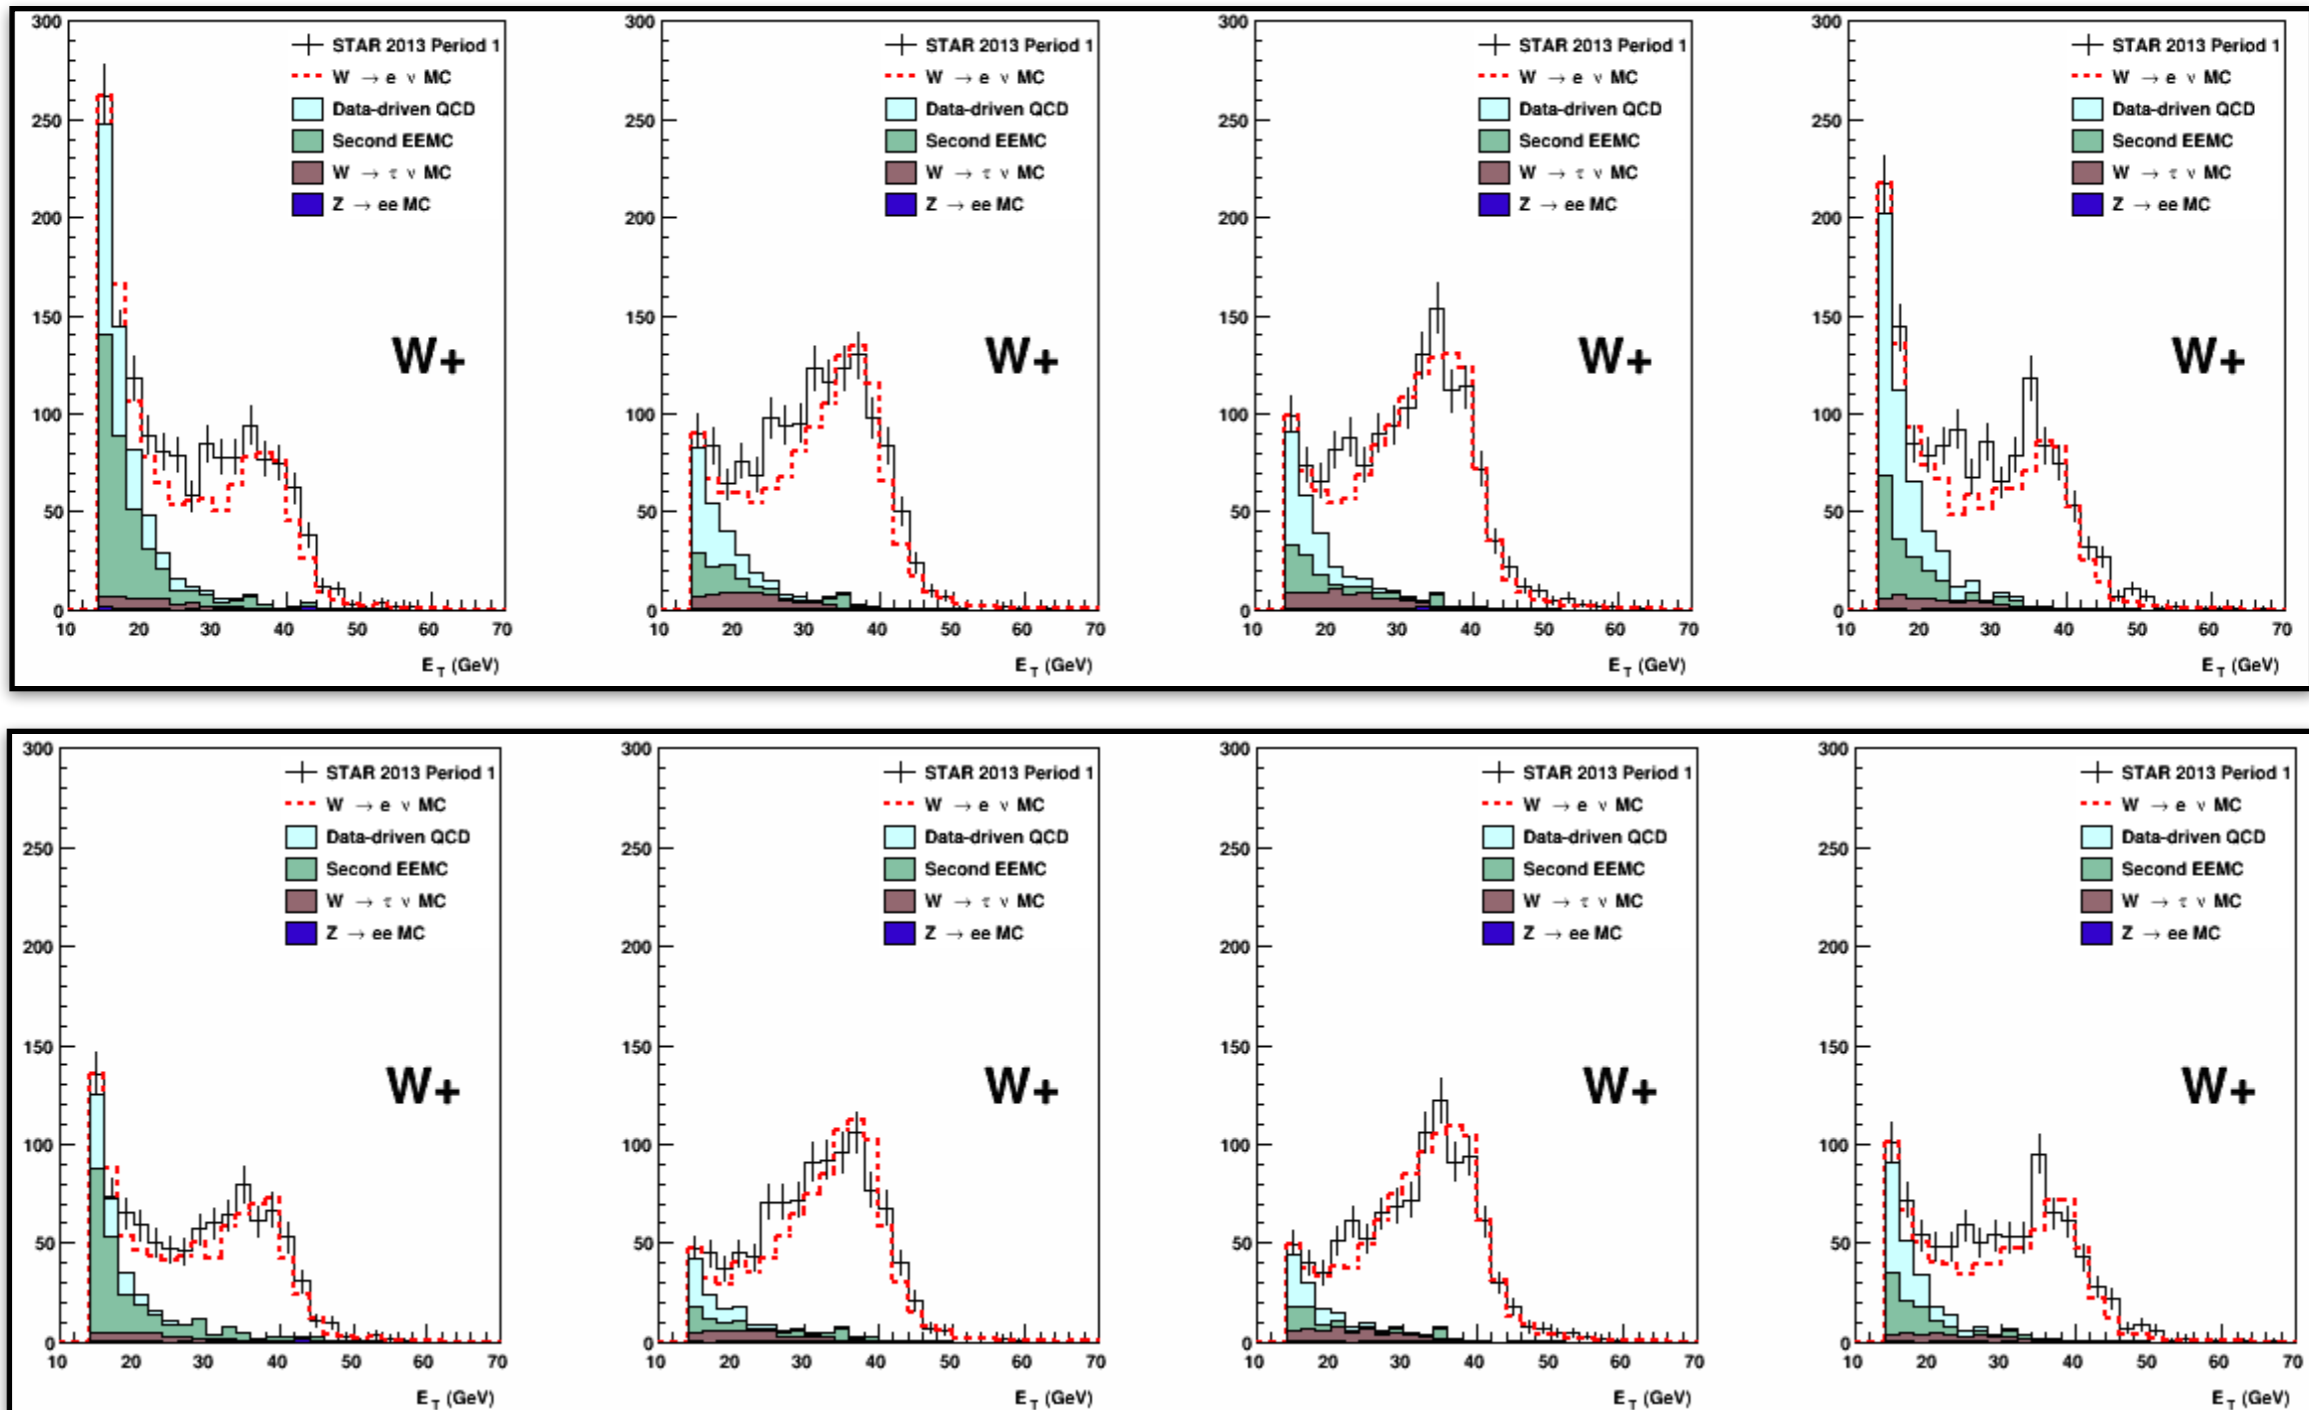 300
250
200
150
100
50
0
STAR 2013 Period 1
W → e ν MC
Data-driven QCD
Second EEMC
W → τ ν MC
Z → ee MC
W+
10 20 30 40 50 60 70
E_T (GeV)
300
250
200
150
100
50
0
STAR 2013 Period 1
W → e ν MC
Data-driven QCD
Second EEMC
W → τ ν MC
Z → ee MC
W+
10 20 30 40 50 60 70
E_T (GeV)
300
250
200
150
100
50
0
STAR 2013 Period 1
W → e ν MC
Data-driven QCD
Second EEMC
W → τ ν MC
Z → ee MC
W+
10 20 30 40 50 60 70
E_T (GeV)
300
250
200
150
100
50
0
STAR 2013 Period 1
W → e ν MC
Data-driven QCD
Second EEMC
W → τ ν MC
Z → ee MC
W+
10 20 30 40 50 60 70
E_T (GeV)
300
250
200
150
100
50
0
STAR 2013 Period 1
W → e ν MC
Data-driven QCD
Second EEMC
W → τ ν MC
Z → ee MC
W+
10 20 30 40 50 60 70
E_T (GeV)
300
250
200
150
100
50
0
STAR 2013 Period 1
W → e ν MC
Data-driven QCD
Second EEMC
W → τ ν MC
Z → ee MC
W+
10 20 30 40 50 60 70
E_T (GeV)
300
250
200
150
100
50
0
STAR 2013 Period 1
W → e ν MC
Data-driven QCD
Second EEMC
W → τ ν MC
Z → ee MC
W+
10 20 30 40 50 60 70
E_T (GeV)
300
250
200
150
100
50
0
STAR 2013 Period 1
W → e ν MC
Data-driven QCD
Second EEMC
W → τ ν MC
Z → ee MC
W+
10 20 30 40 50 60 70
E_T (GeV)